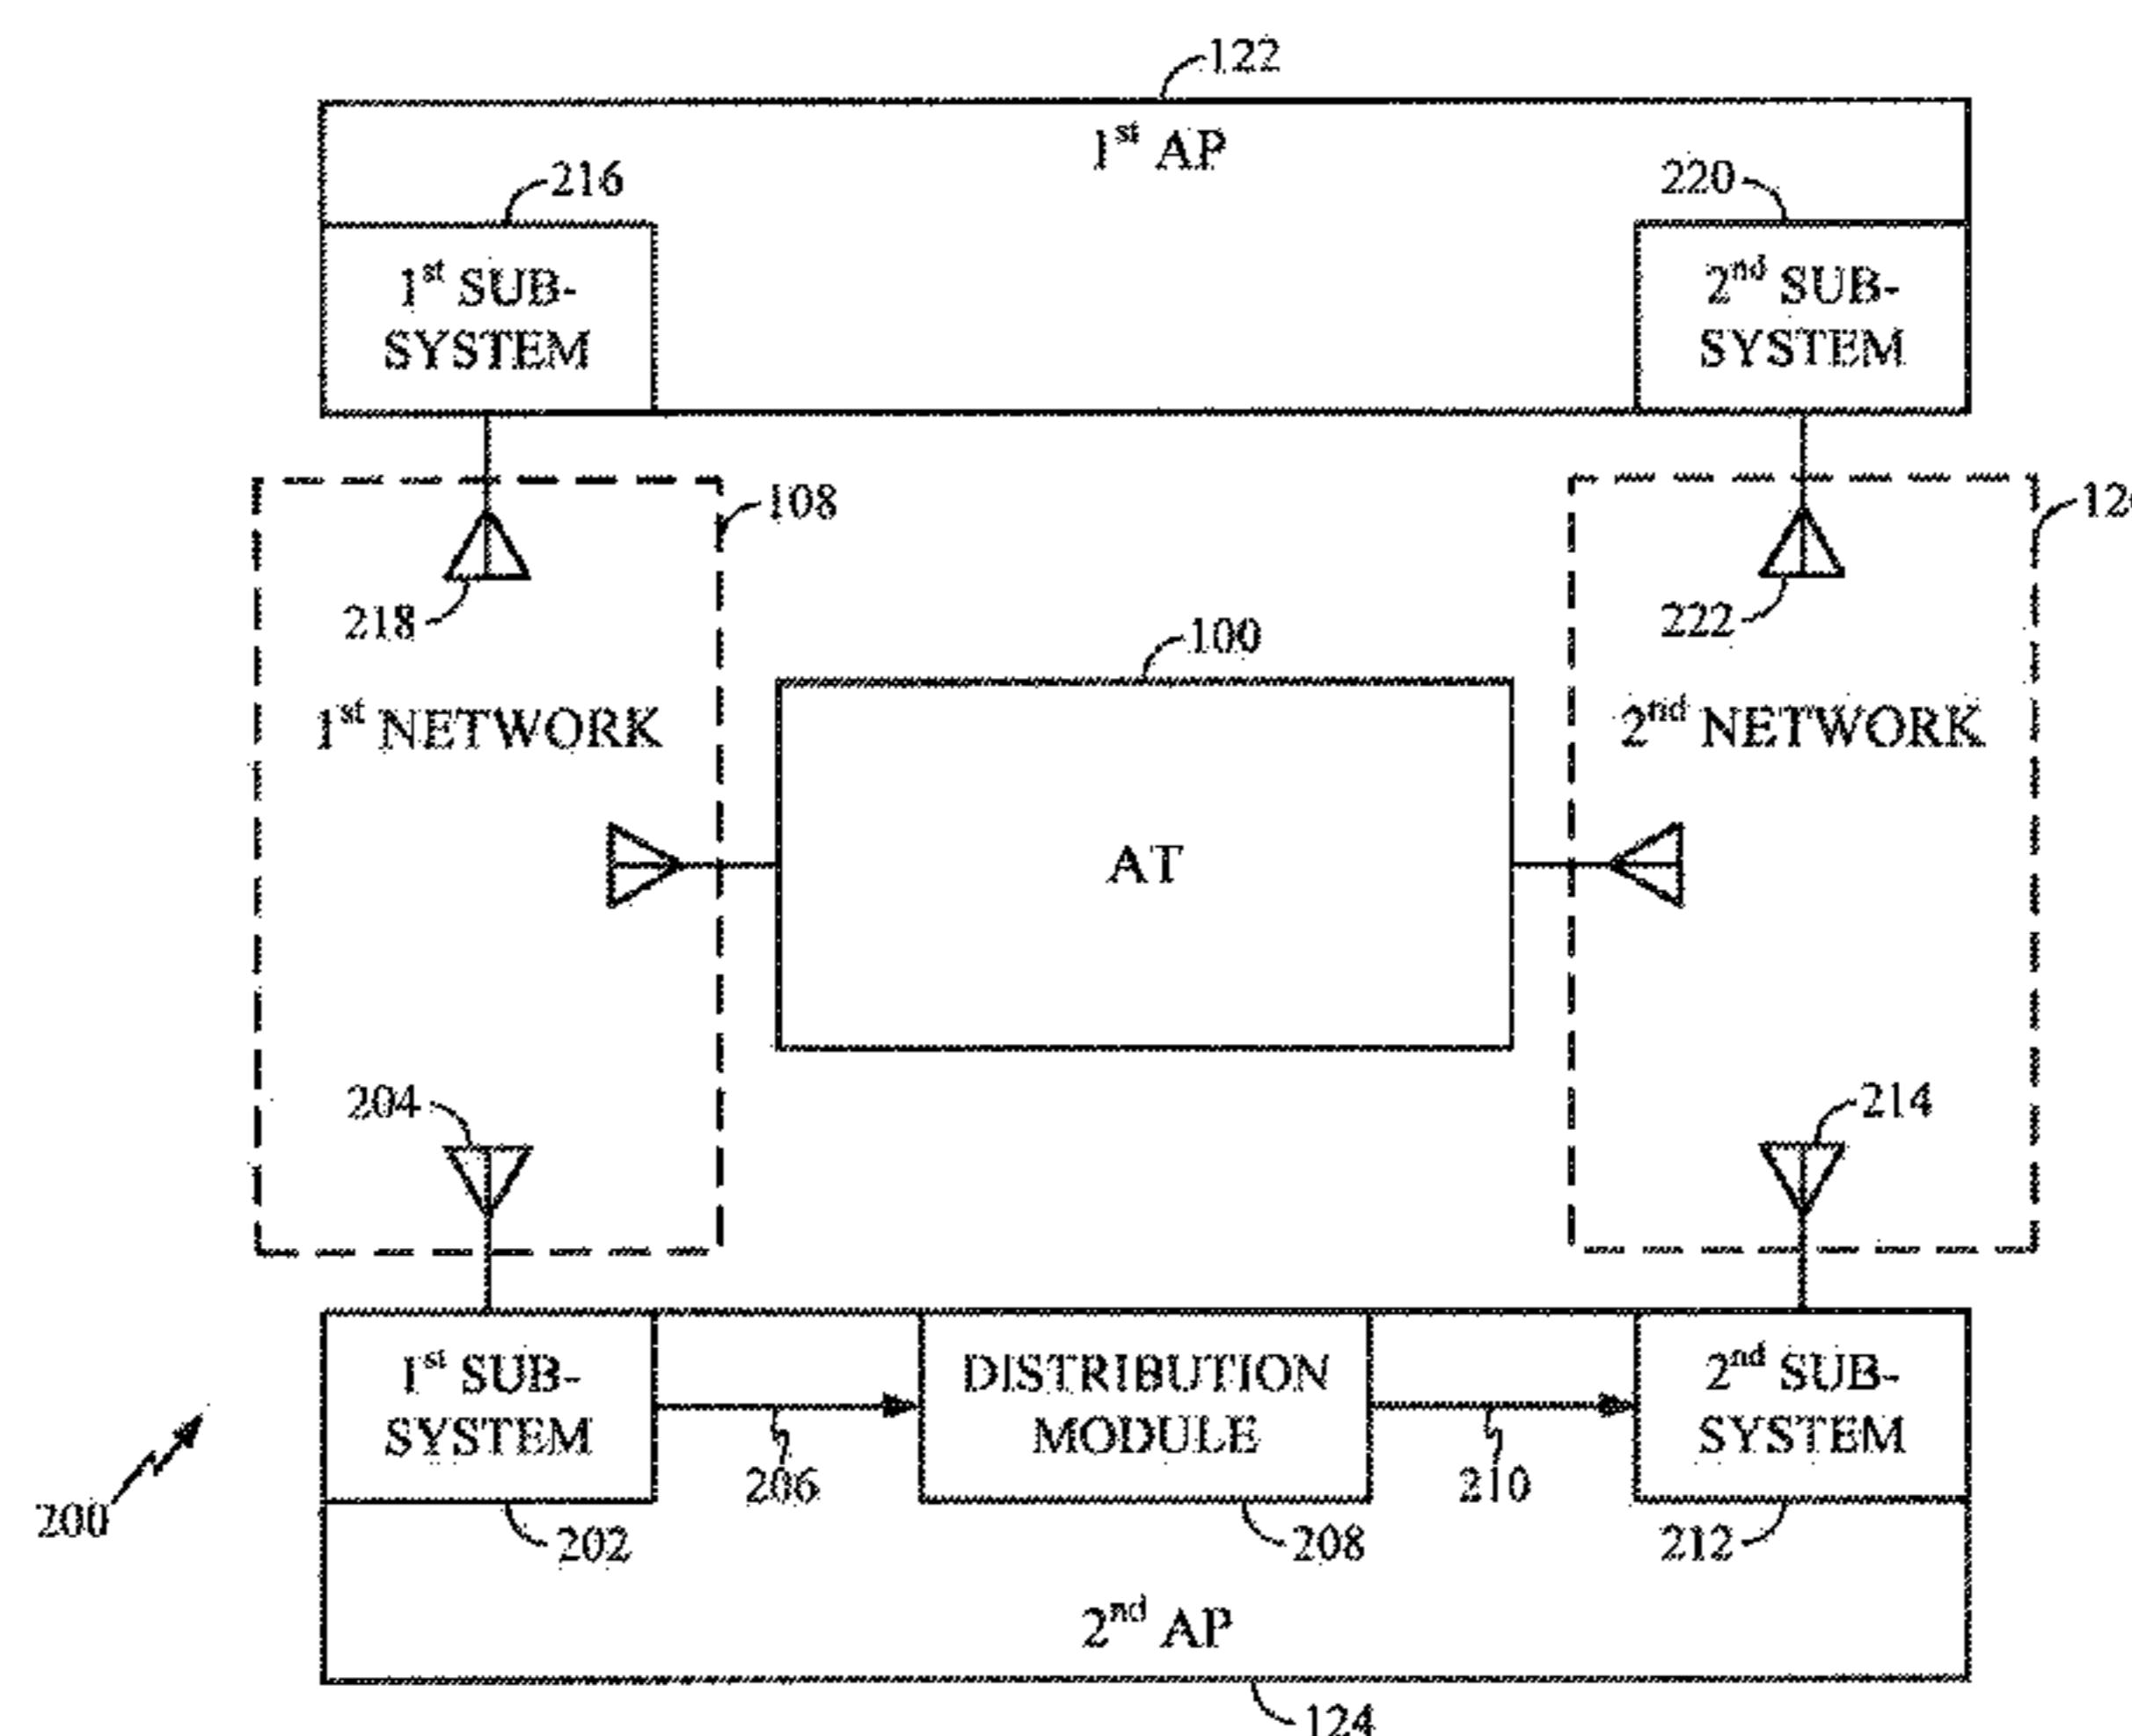 122
1st AP
216
220
1st SUB-
SYSTEM
2nd SUB-
SYSTEM
108
218
222
100
1st NETWORK
2nd NETWORK
AT
204
214
1st SUB-
SYSTEM
DISTRIBUTION
MODULE
2nd SUB-
SYSTEM
206
210
200
202
208
212
2nd AP
124